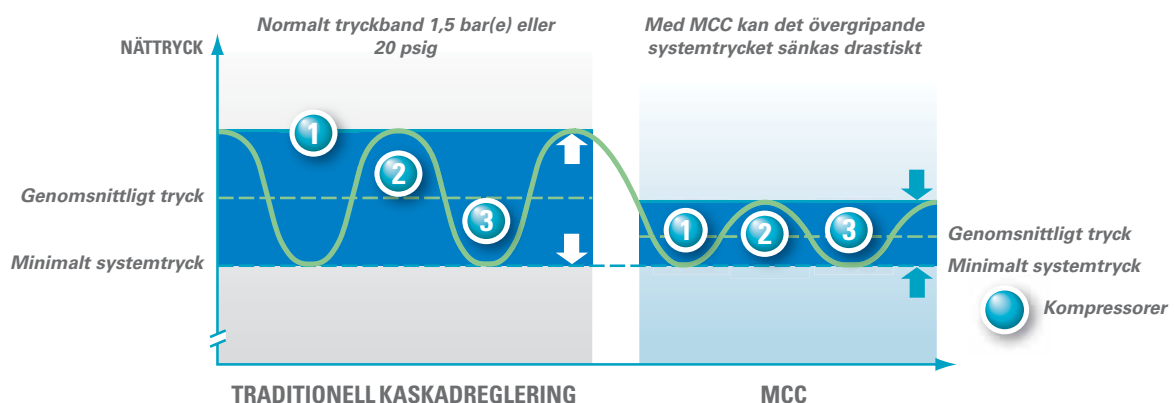 Normalt tryckband 1,5 bar(e) eller
20 psig
Med MCC kan det övergripande
systemtrycket sänkas drastiskt
NÄTTRYCK
1
2
3
1
2
3
Genomsnittligt tryck
Minimalt systemtryck
Genomsnittligt tryck
Minimalt systemtryck
Kompressorer
TRADITIONELL KASKADREGLERING
MCC